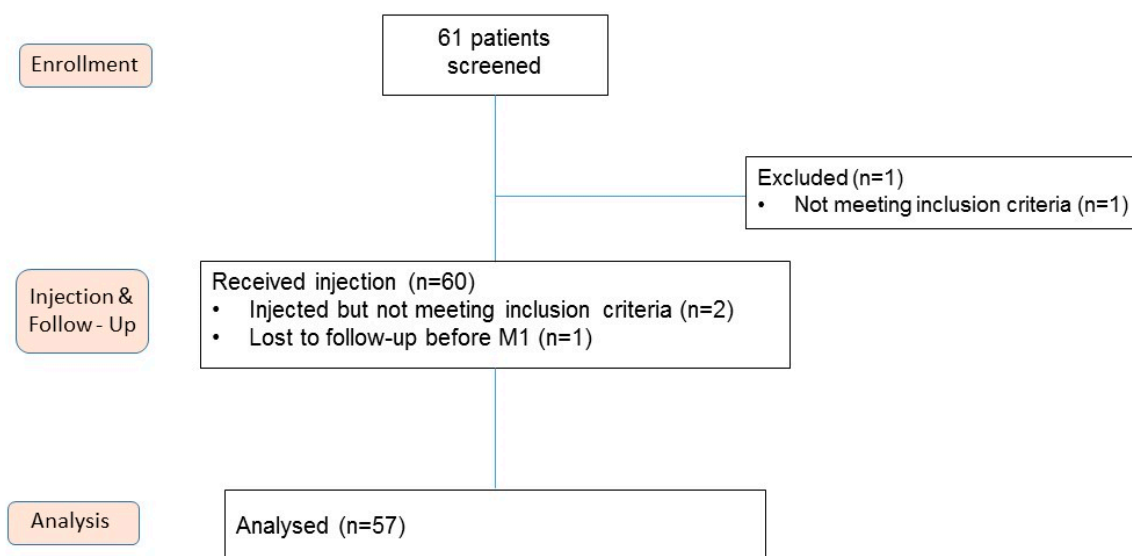 Enrollment
61 patients
screened
Excluded (n=1)
• Not meeting inclusion criteria (n=1)
Injection &
Follow - Up
Received injection (n=60)
• Injected but not meeting inclusion criteria (n=2)
• Lost to follow-up before M1 (n=1)
Analysis
Analysed (n=57)